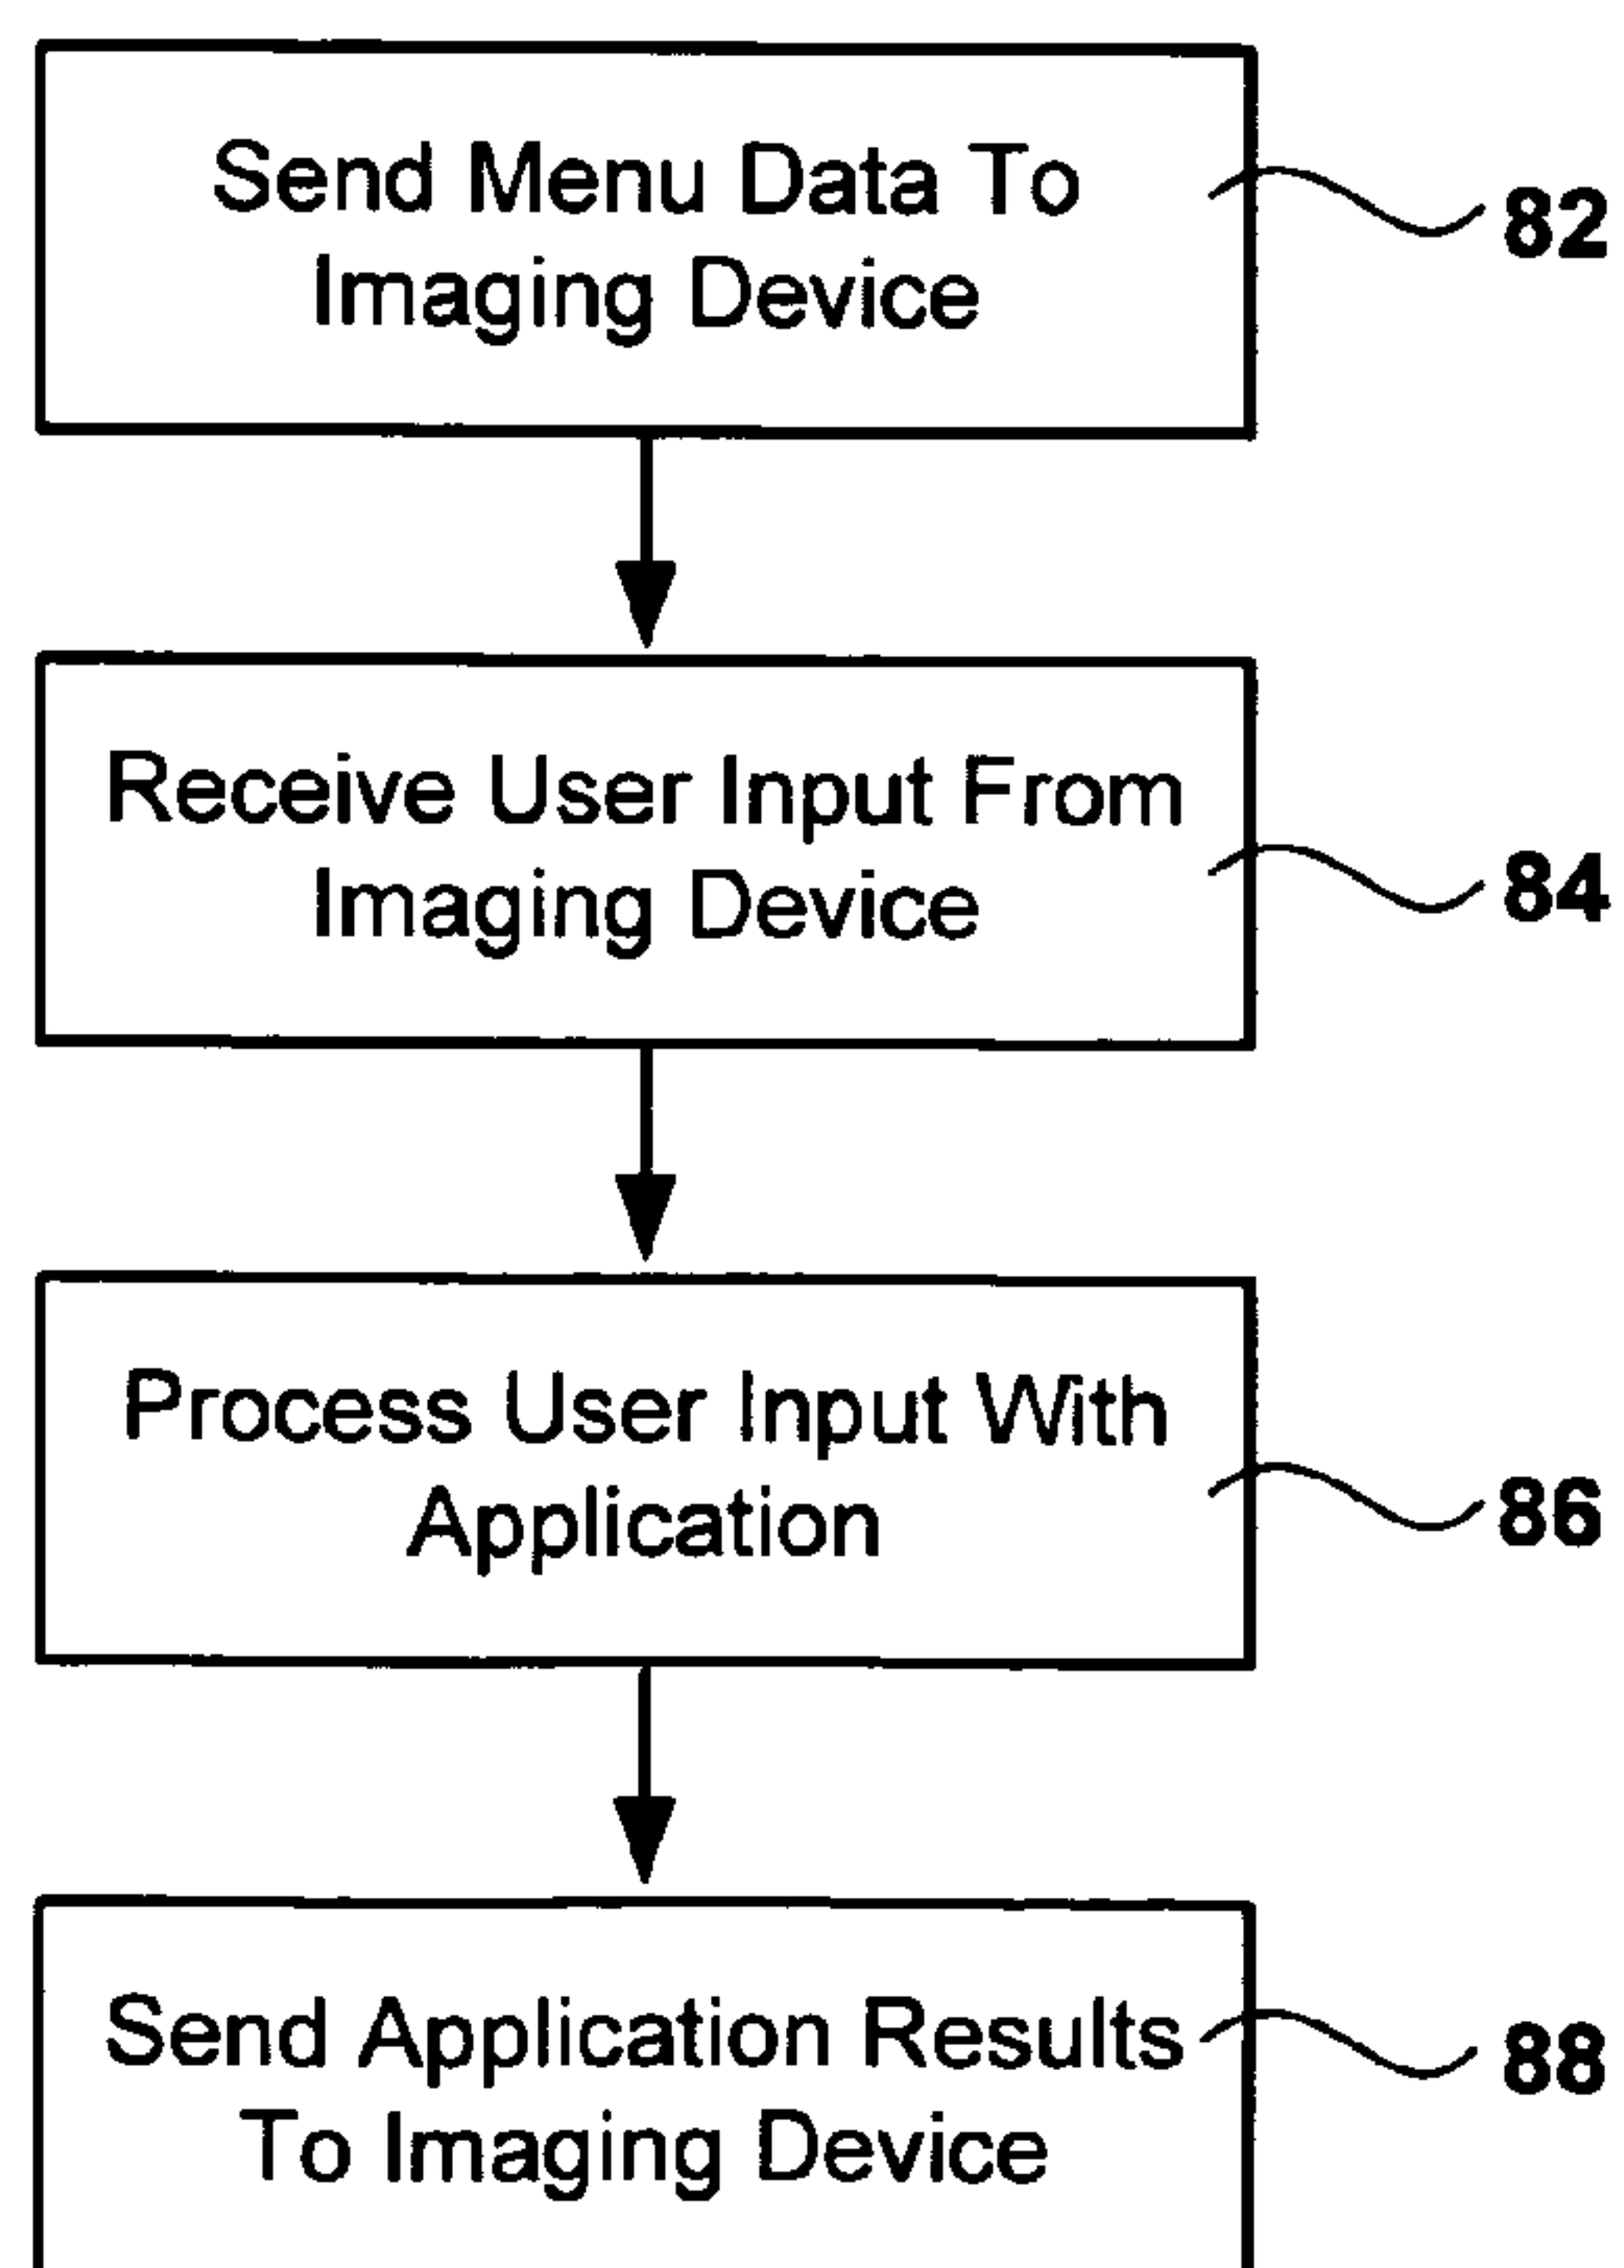 Send Menu Data To
Imaging Device
82
Receive User Input From
Imaging Device
84
Process User Input With
Application
86
Send Application Results
To Imaging Device
88